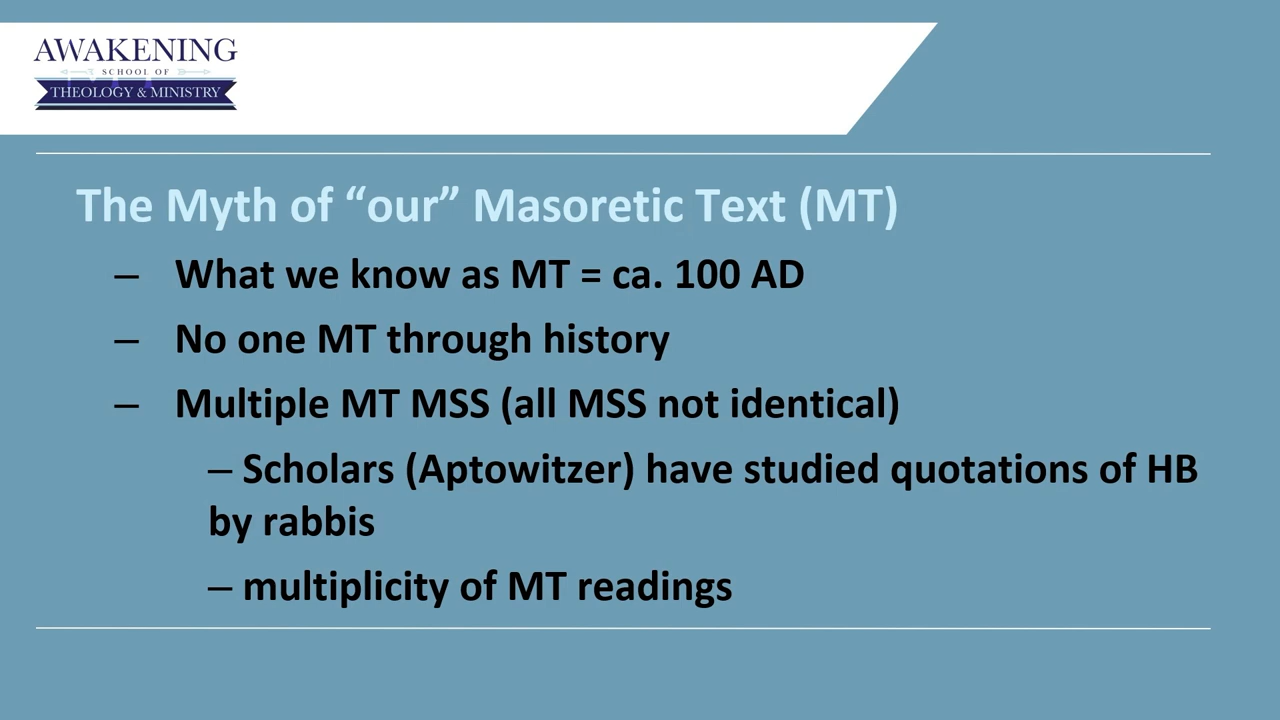 AWAKENING
SCHOOL OF
THEOLOGY & MINISTRY
The Myth of “our” Masoretic Text (MT)
– What we know as MT = ca. 100 AD
– No one MT through history
– Multiple MT MSS (all MSS not identical)
– Scholars (Aptowitzer) have studied quotations of HB
by rabbis
– multiplicity of MT readings